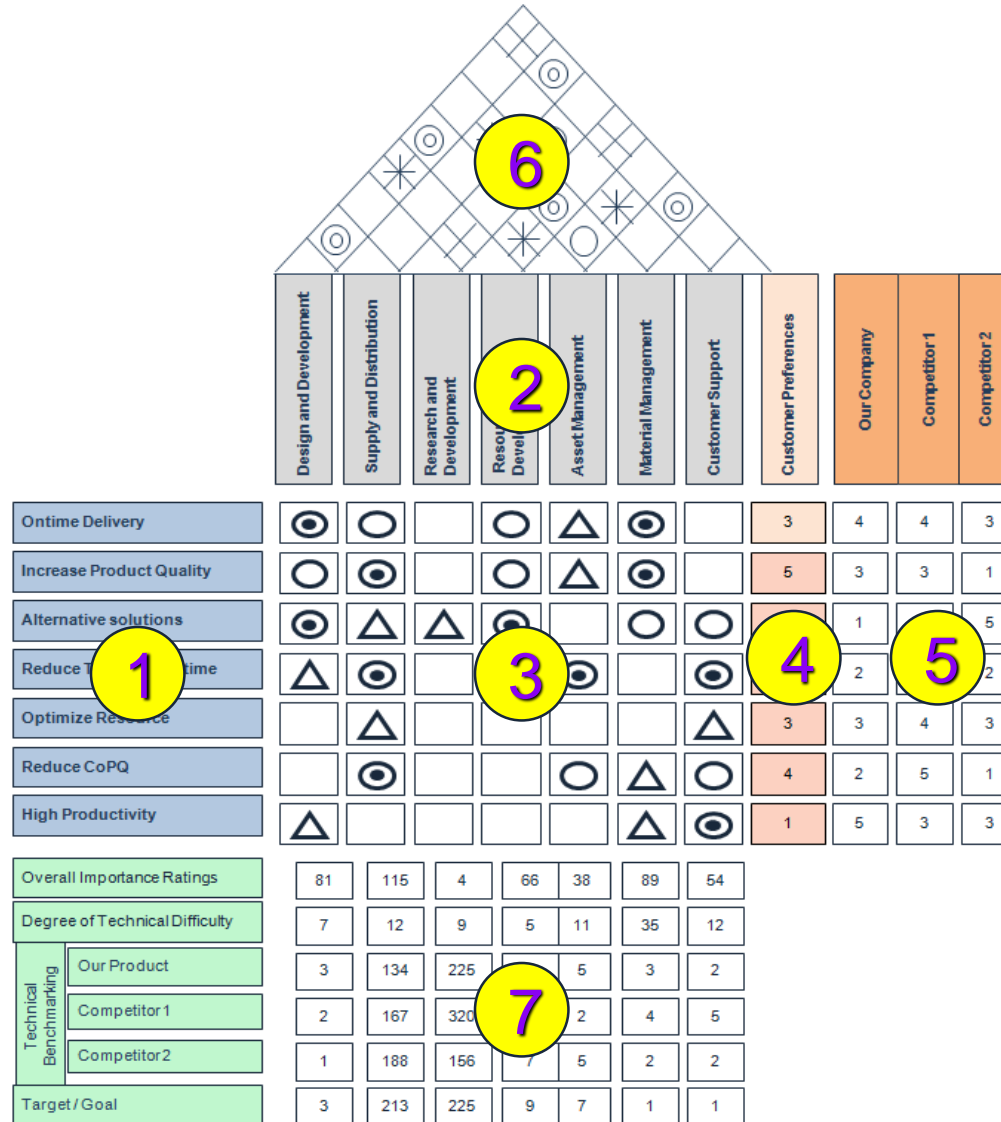 6
Design and Development
Supply and Distribution
Research and
Development
Resou
Develo
Asset Management
Material Management
Customer Support
Customer Preferences
Our Company
Competitor 1
Competitor 2
2
Ontime Delivery 3 4 4 3
Increase Product Quality 5 3 3 1
Alternative solutions 1 5
Reduce T time 2 2
1 3 4 5
Optimize Resource 3 3 4 3
Reduce CoPQ 4 2 5 1
High Productivity 1 5 3 3
Overall Importance Ratings 81 115 4 66 38 89 54
Degree of Technical Difficulty 7 12 9 5 11 35 12
Technical
Benchmarking
Our Product 3 134 225 5 3 2
Competitor1 2 167 320 2 4 5
7
Competitor2 1 188 156 7 5 2 2
Target / Goal 3 213 225 9 7 1 1